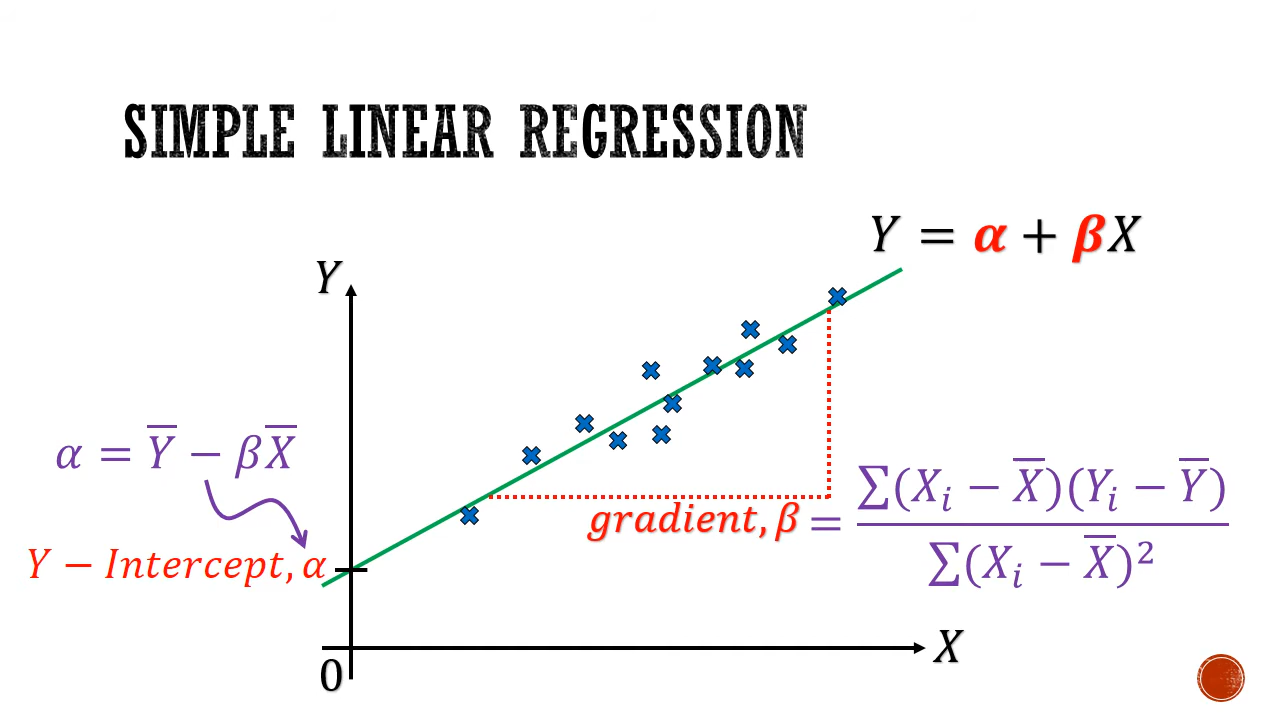 SIMPLE LINEAR REGRESSION
Y = α + βX
Y
α = Y̅ − βX̅
gradient, β = ∑(Xᵢ − X̅)(Yᵢ − Y̅)
∑(Xᵢ − X̅)²
Y − Intercept, α
X
0